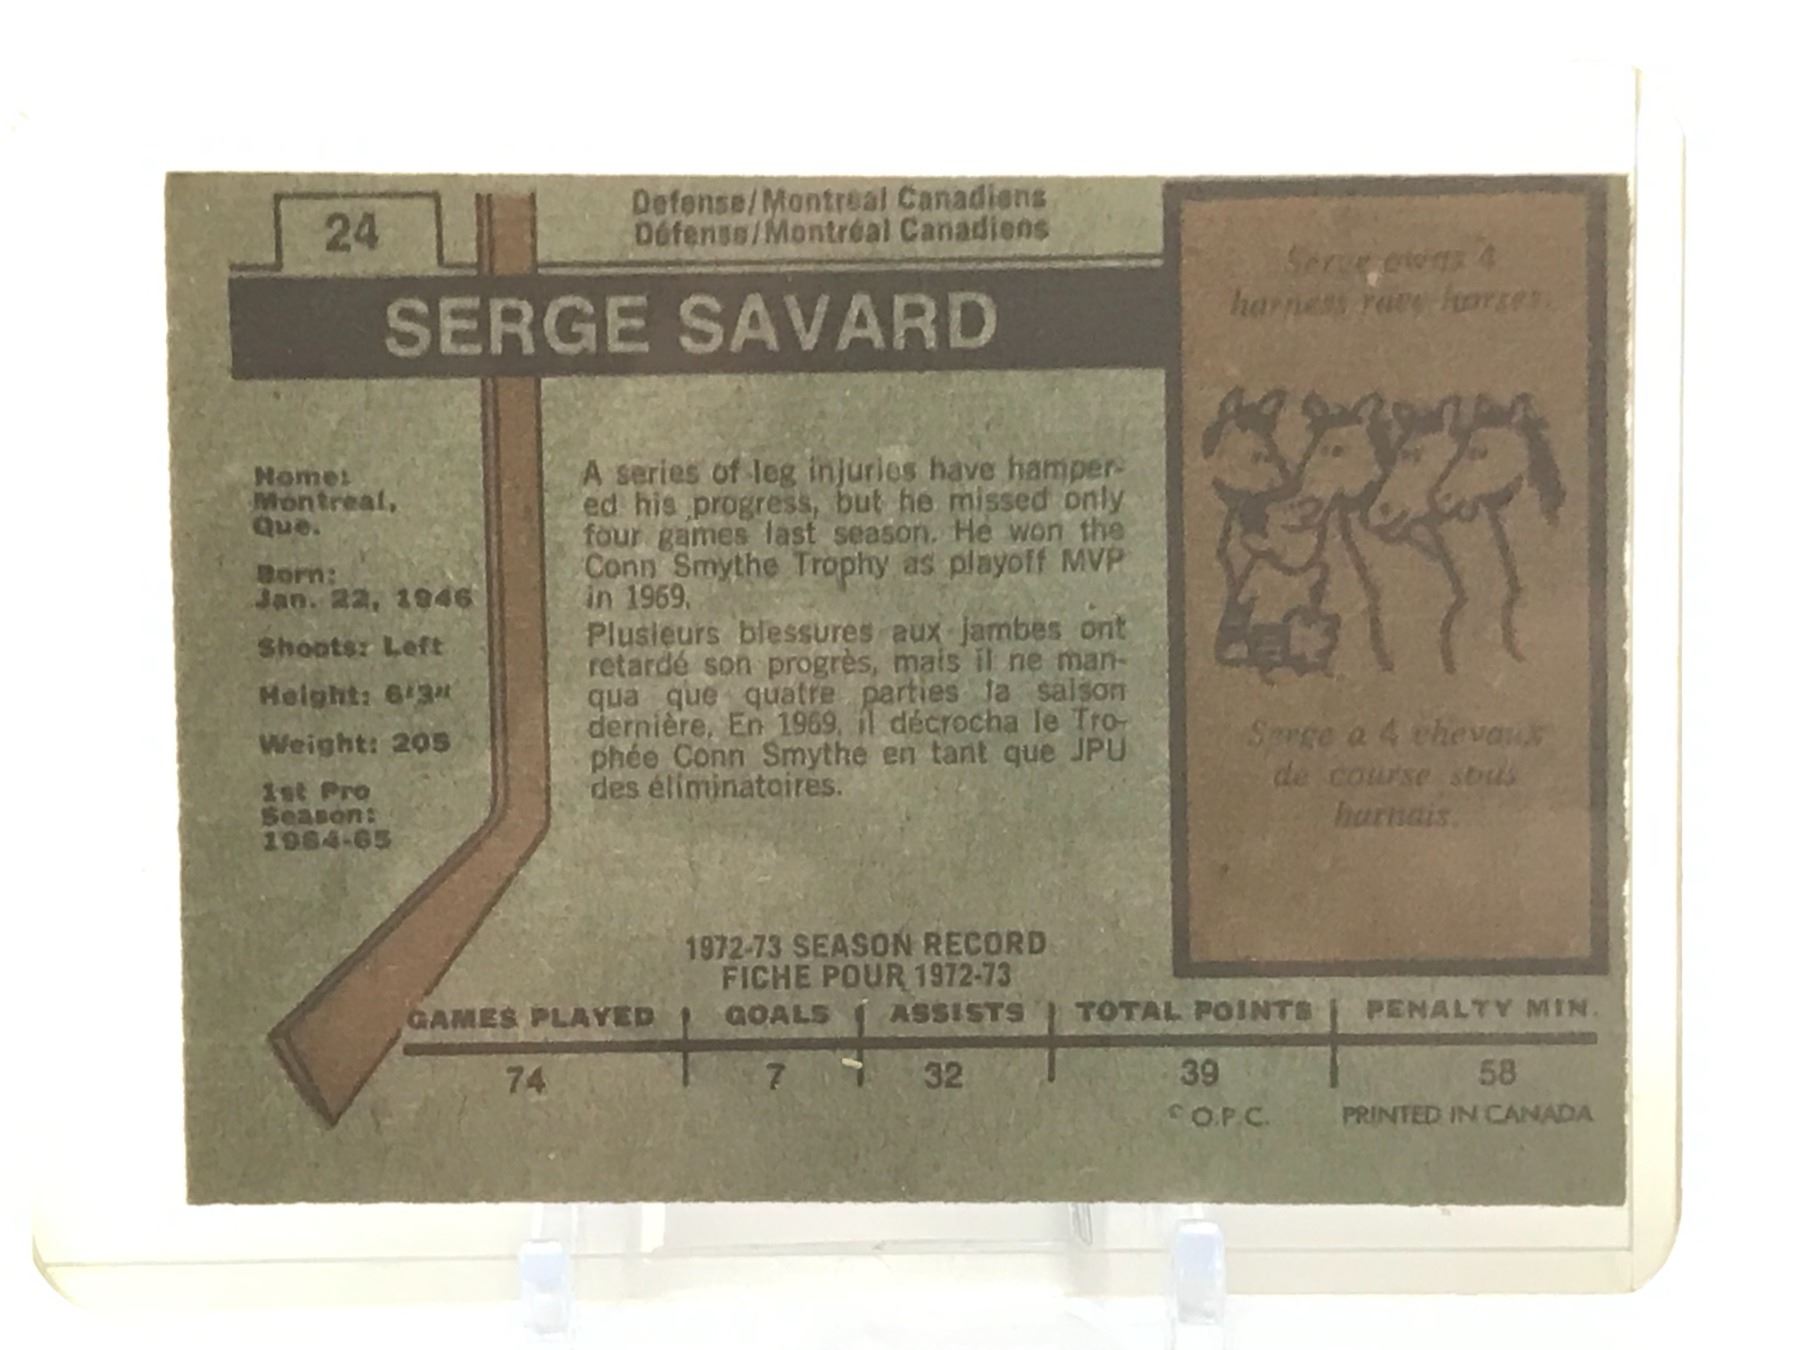 24
Defense/Montreal Canadiens
Défense/Montréal Canadiens
SERGE SAVARD
Home:
Montreal,
Que.
Born:
Jan. 22, 1946
Shoots: Left
Height: 6'3"
Weight: 205
1st Pro
Season:
1964-65
A series of leg injuries have hamper-
ed his progress, but he missed only
four games last season. He won the
Conn Smythe Trophy as playoff MVP
in 1969.
Plusieurs blessures aux jambes ont
retardé son progrès, mais il ne man-
qua que quatre parties la saison
dernière. En 1969, il décrocha le Tro-
phée Conn Smythe en tant que JPU
des éliminatoires.
Serge owns 4
harness race horses.
Serge a 4 chevaux
de course sous
harnais.
1972-73 SEASON RECORD
FICHE POUR 1972-73
GAMES PLAYED GOALS ASSISTS TOTAL POINTS PENALTY MIN.
74 7 32 39 58
© O.P.C. PRINTED IN CANADA